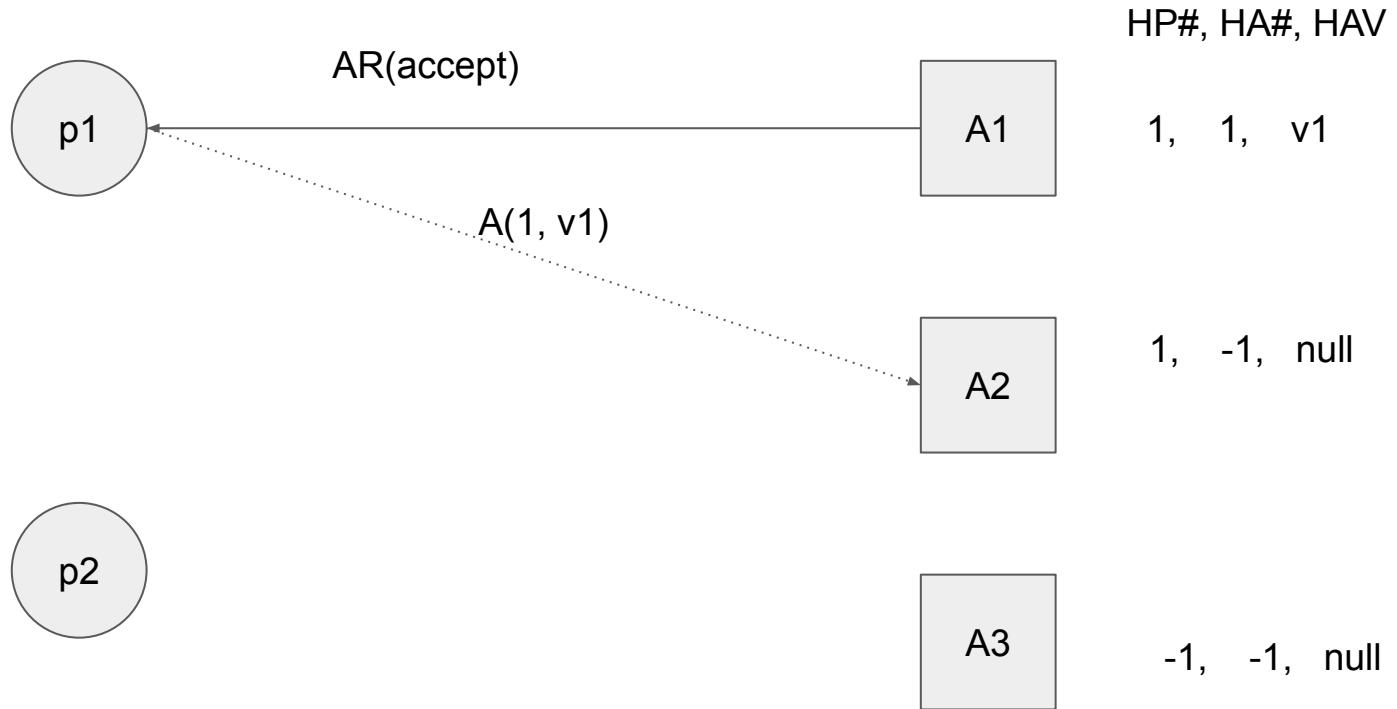 HP#, HA#, HAV
AR(accept)
p1
A1
1, 1, v1
A(1, v1)
1, -1, null
A2
p2
A3
-1, -1, null